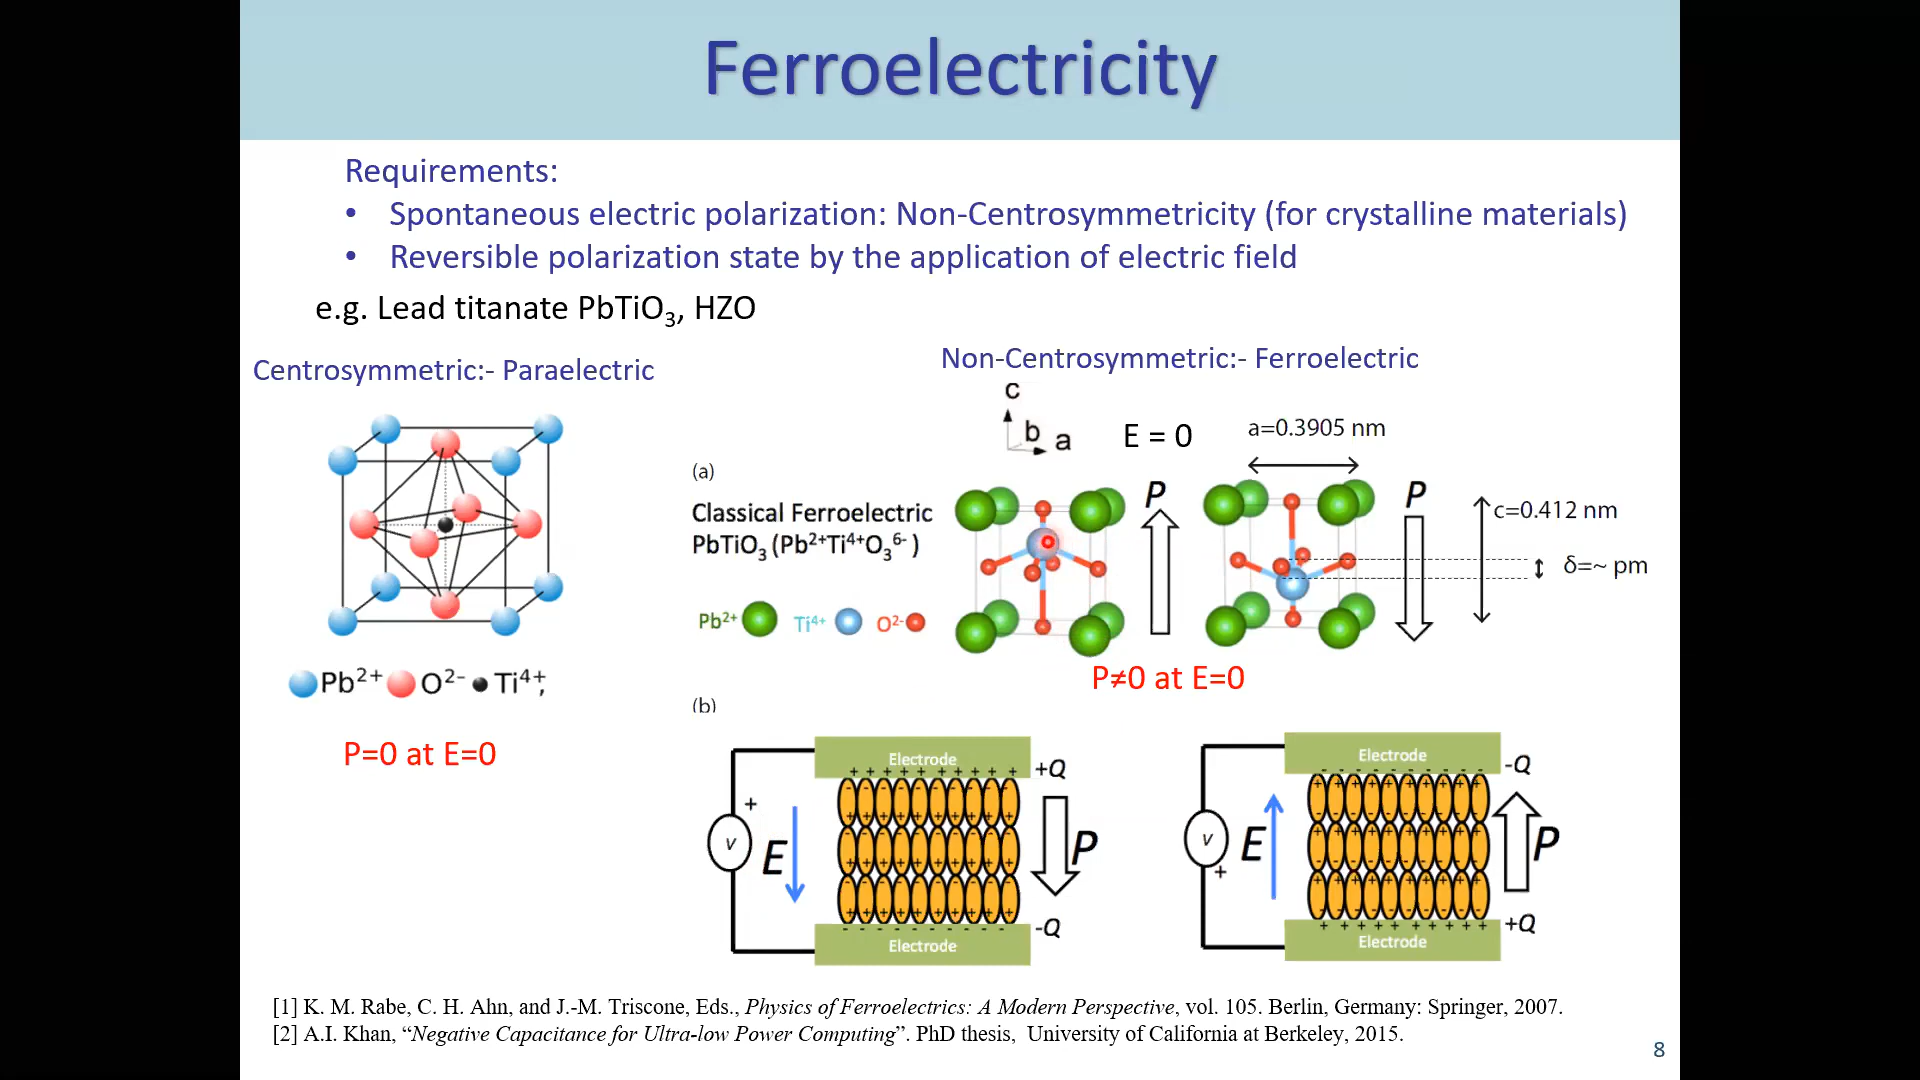 Ferroelectricity
Requirements:
• Spontaneous electric polarization: Non-Centrosymmetricity (for crystalline materials)
• Reversible polarization state by the application of electric field
e.g. Lead titanate PbTiO3, HZO
Centrosymmetric:- Paraelectric
Pb2+ O2- Ti4+,
P=0 at E=0
Non-Centrosymmetric:- Ferroelectric
c
b a
E = 0
a=0.3905 nm
(a)
Classical Ferroelectric
PbTiO3 (Pb2+Ti4+O3 6- )
Pb2+ Ti4+ O2-
P
P
c=0.412 nm
δ=~ pm
P≠0 at E=0
(b)
Electrode
+ + + + + + + + + +
+Q
+
V
E
P
- - - - - - - - - -
-Q
Electrode
Electrode
- - - - - - - - - -
-Q
V
+
E
P
+ + + + + + + + + +
+Q
Electrode
[1] K. M. Rabe, C. H. Ahn, and J.-M. Triscone, Eds., Physics of Ferroelectrics: A Modern Perspective, vol. 105. Berlin, Germany: Springer, 2007.
[2] A.I. Khan, “Negative Capacitance for Ultra-low Power Computing”. PhD thesis, University of California at Berkeley, 2015.
8